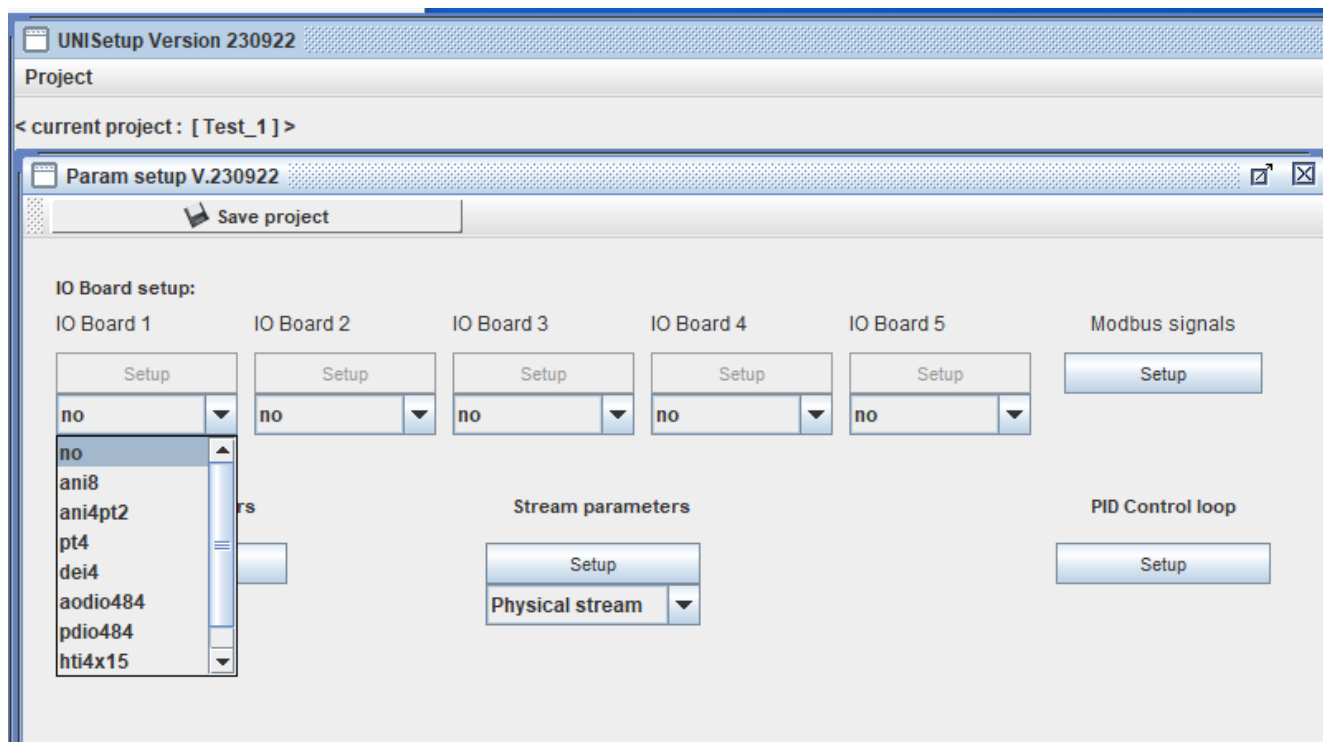 UNISetup Version 230922
Project
< current project : [ Test_1 ] >
Param setup V.230922
Save project
IO Board setup:
IO Board 1 IO Board 2 IO Board 3 IO Board 4 IO Board 5 Modbus signals
Setup Setup Setup Setup Setup Setup
no no no no no
no
ani8
ani4pt2
rs Stream parameters PID Control loop
pt4
dei4
Setup Setup
aodio484
Physical stream
pdio484
hti4x15